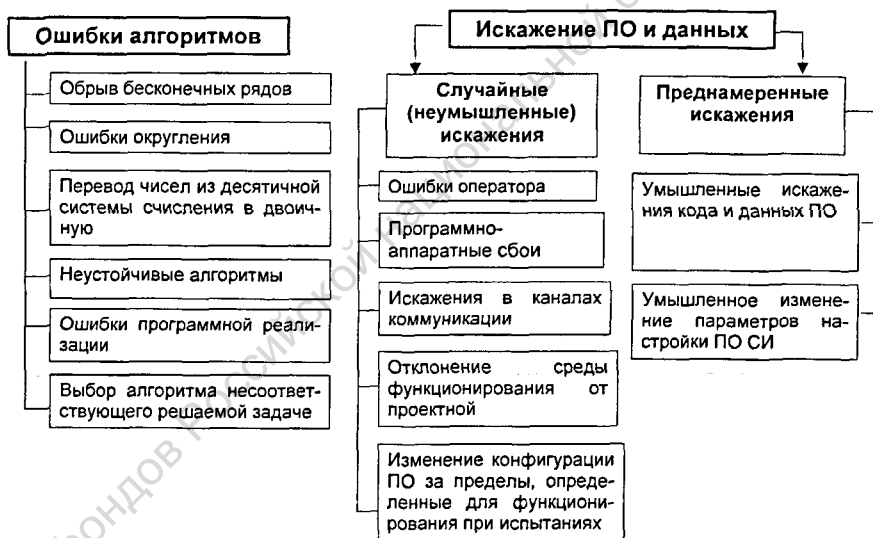 Ошибки алгоритмов
Обрыв бесконечных рядов
Ошибки округления
Перевод чисел из десятичной
системы счисления в двоич-
ную
Неустойчивые алгоритмы
Ошибки программной реали-
зации
Выбор алгоритма несоответ-
ствующего решаемой задаче
Искажение ПО и данных
Случайные
(неумышленные)
искажения
Ошибки оператора
Программно-
аппаратные сбои
Искажения в каналах
коммуникации
Отклонение среды
функционирования от
проектной
Изменение конфигурации
ПО за пределы, опреде-
ленные для функциони-
рования при испытаниях
Преднамеренные
искажения
Умышленные искаже-
ния кода и данных ПО
Умышленное измене-
ние параметров на-
стройки ПО СИ
фондов Российской национальной